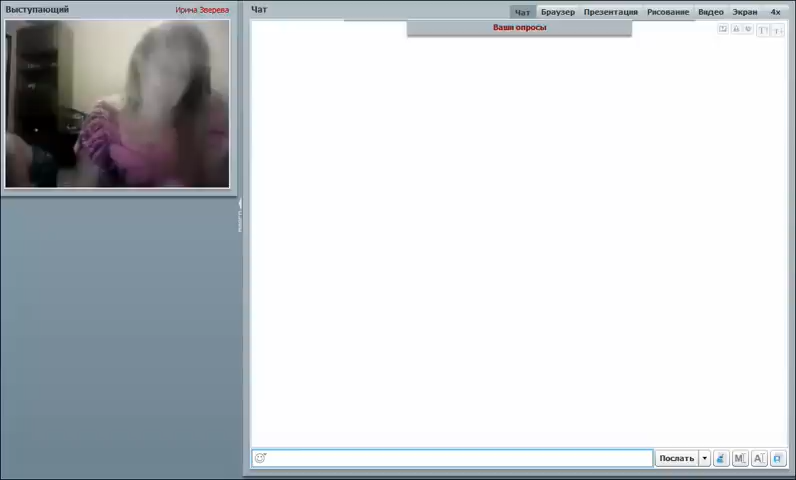 Выступающий
Ирина Зверева
Чат
Чат
Браузер
Презентация
Рисование
Видео
Экран
4x
Ваши опросы
Послать